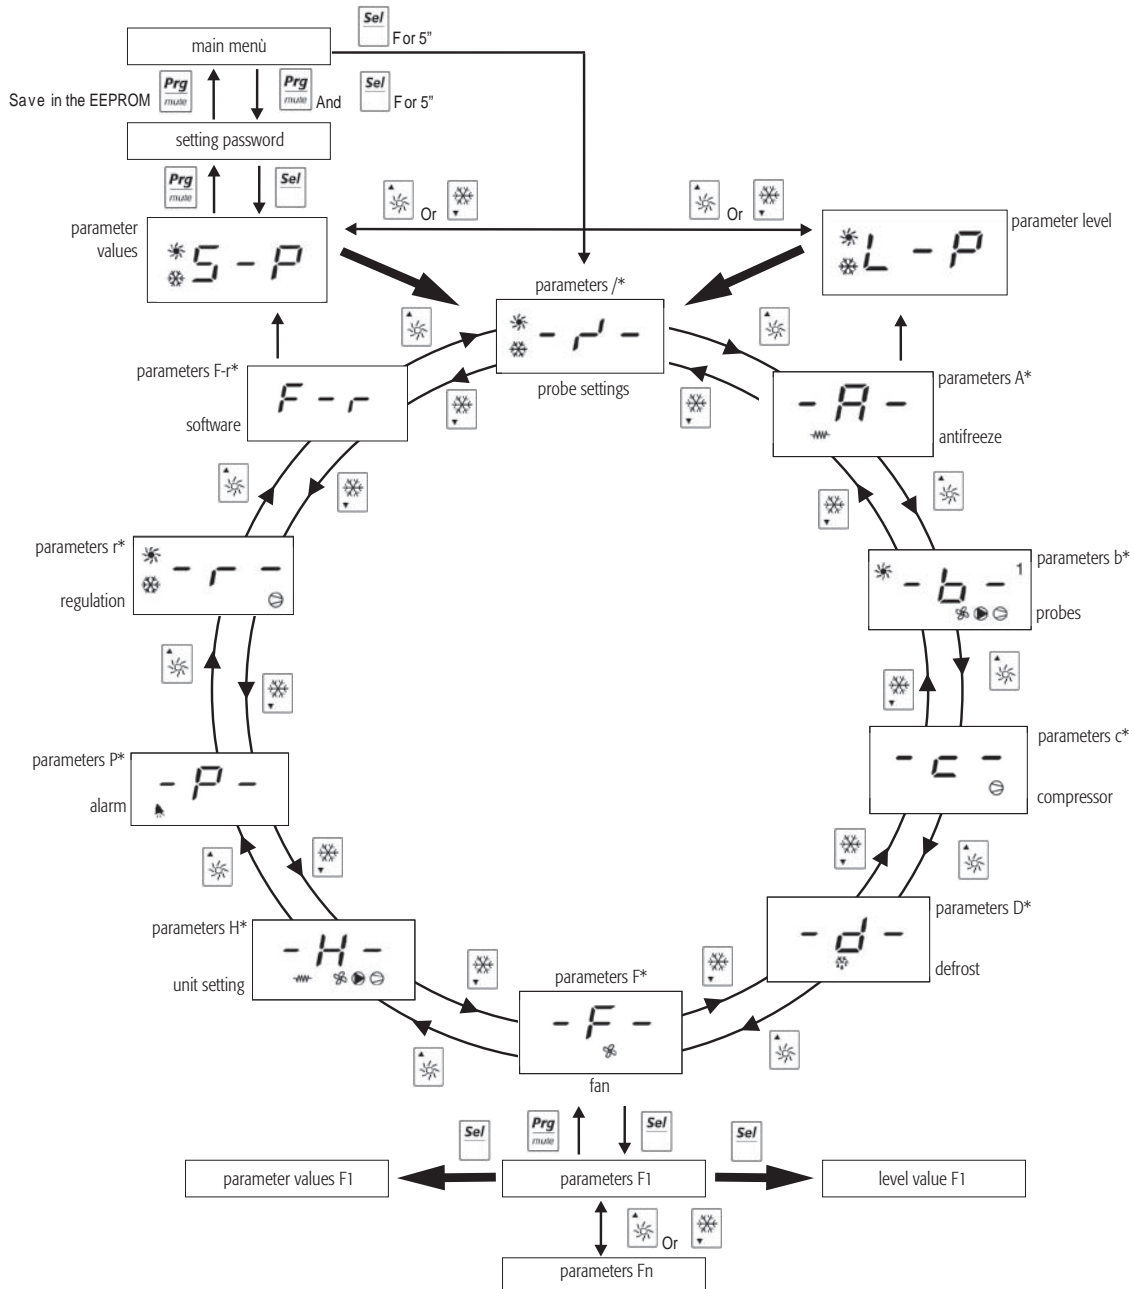 Sel
For 5”
main menù
Save in the EEPROM
Prg
mute
Prg
mute
And
Sel
For 5”
setting password
Prg
mute
Sel
Or
Or
parameter
values
S - P
parameter level
L - P
parameters /*
- /' -
probe settings
parameters F-r*
F - r
software
parameters A*
- A -
antifreeze
parameters r*
- r -
regulation
parameters b*
- b -
1
probes
parameters P*
- P -
alarm
parameters c*
- c -
compressor
parameters H*
- H -
unit setting
parameters D*
- d -
defrost
parameters F*
- F -
fan
Sel
Prg
mute
Sel
Sel
parameter values F1
parameters F1
level value F1
Or
parameters Fn